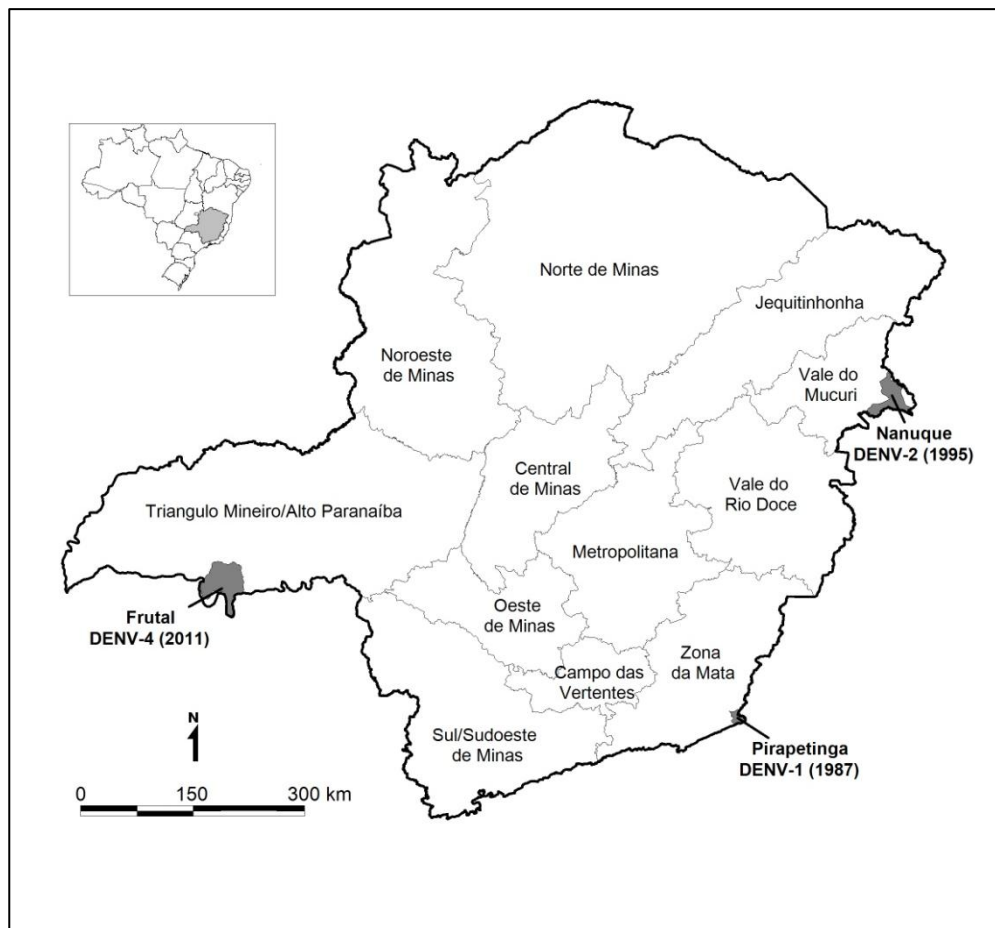 Norte de Minas
Jequitinhonha
Noroeste
de Minas
Vale do
Mucuri
Nanuque
DENV-2 (1995)
Central
de Minas
Vale do
Rio Doce
Triangulo Mineiro/Alto Paranaíba
Metropolitana
Frutal
DENV-4 (2011)
Oeste
de Minas
Zona
da Mata
Campo das
Vertentes
Sul/Sudoeste
de Minas
Pirapetinga
DENV-1 (1987)
N
0 150 300 km